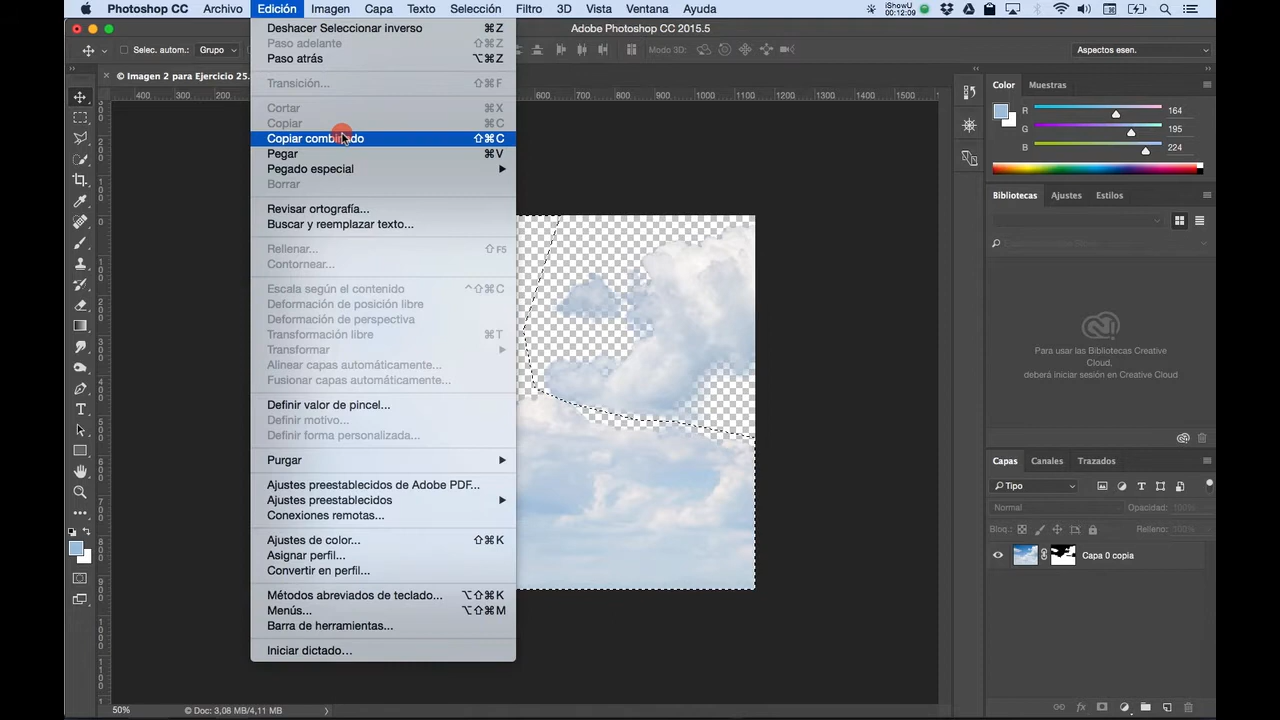 Photoshop CC Archivo Edición Imagen Capa Texto Selección Filtro 3D Vista Ventana Ayuda iShowU 00:12:09
Adobe Photoshop CC 2015.5
Selec. autom.: Grupo Modo 3D: Aspectos esen.
© Imagen 2 para Ejercicio 25.
Deshacer Seleccionar inverso ⌘Z
Paso adelante ⇧⌘Z
Paso atrás ⌥⌘Z
Transición... ⇧⌘F
Cortar ⌘X
Copiar ⌘C
Copiar combinado ⇧⌘C
Pegar ⌘V
Pegado especial
Borrar
Revisar ortografía...
Buscar y reemplazar texto...
Rellenar... ⇧F5
Contornear...
Escala según el contenido ^⇧⌘C
Deformación de posición libre
Deformación de perspectiva
Transformación libre ⌘T
Transformar
Alinear capas automáticamente...
Fusionar capas automáticamente...
Definir valor de pincel...
Definir motivo...
Definir forma personalizada...
Purgar
Ajustes preestablecidos de Adobe PDF...
Ajustes preestablecidos
Conexiones remotas...
Ajustes de color... ⇧⌘K
Asignar perfil...
Convertir en perfil...
Métodos abreviados de teclado... ⌥⇧⌘K
Menús... ⌥⇧⌘M
Barra de herramientas...
Iniciar dictado...
400 300 200 600 700 800 900 1000 1100 1200 1300 1400 1500
50% © Doc: 3,08 MB/4,11 MB
Color Muestras
R 164
G 195
B 224
Bibliotecas Ajustes Estilos
Para usar las Bibliotecas Creative
Cloud,
deberá iniciar sesión en Creative Cloud
Capas Canales Trazados
Tipo
Normal Opacidad: 100%
Bloq.: Relleno: 100%
Capa 0 copia